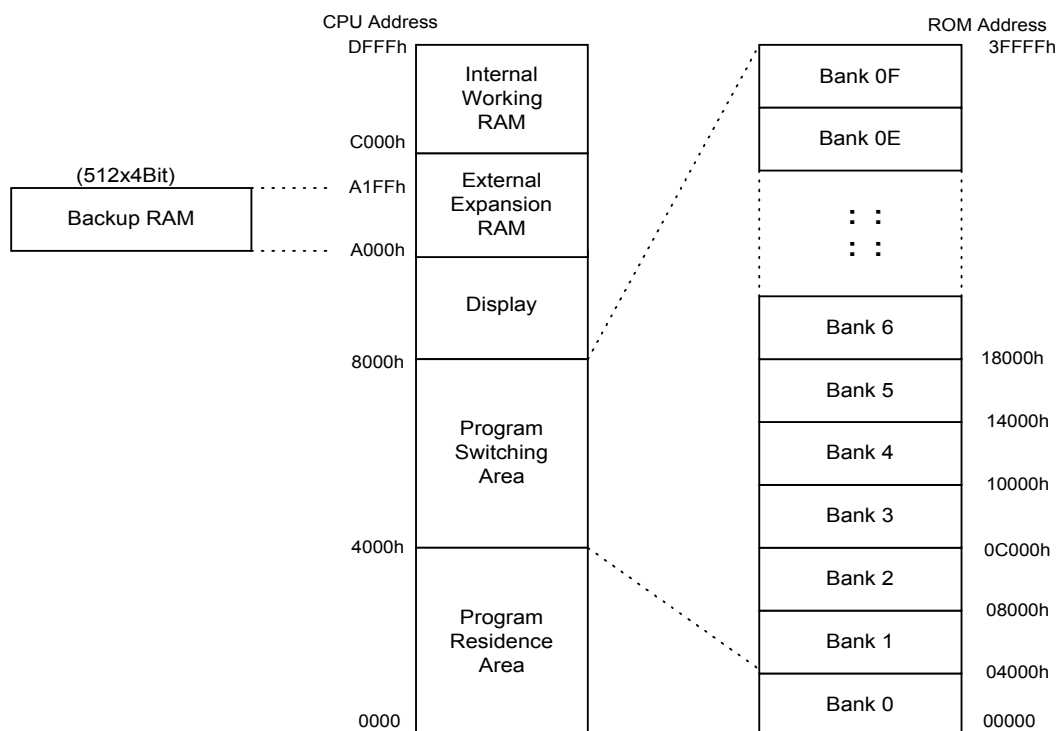 CPU Address
ROM Address
DFFFh
3FFFFh
Internal
Working
RAM
Bank 0F
C000h
Bank 0E
(512x4Bit)
A1FFh
External
Expansion
RAM
Backup RAM
: :
: :
A000h
Display
Bank 6
8000h
18000h
Bank 5
14000h
Program
Switching
Area
Bank 4
10000h
Bank 3
4000h
0C000h
Bank 2
08000h
Program
Residence
Area
Bank 1
04000h
Bank 0
0000
00000